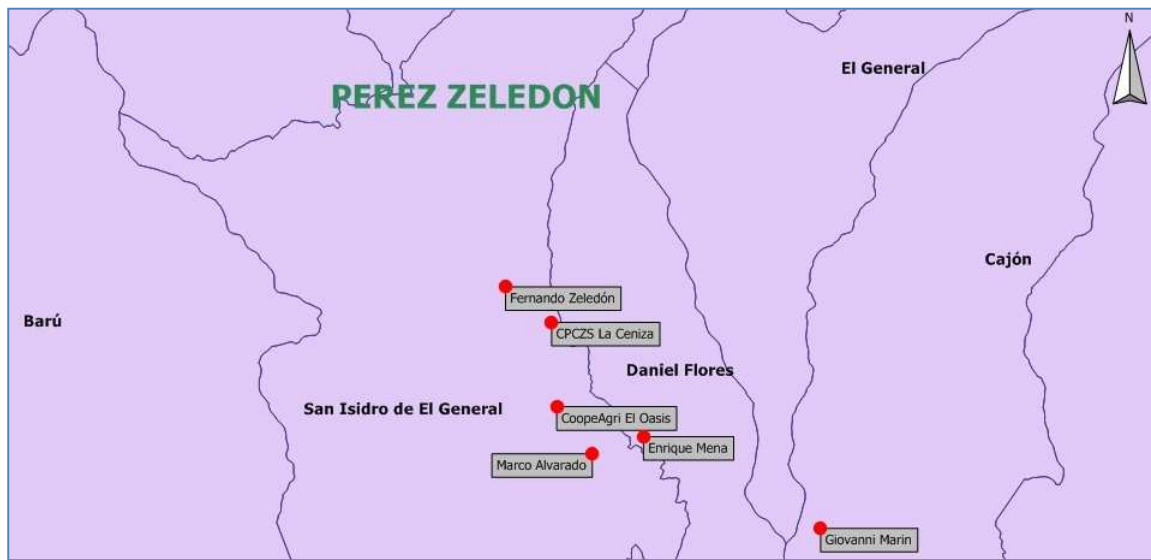 N
El General
PEREZ ZELEDON
Cajón
Fernando Zeledón
Barú
CPCZS La Ceniza
Daniel Flores
San Isidro de El General
CoopeAgri El Oasis
Enrique Mena
Marco Alvarado
Giovanni Marin